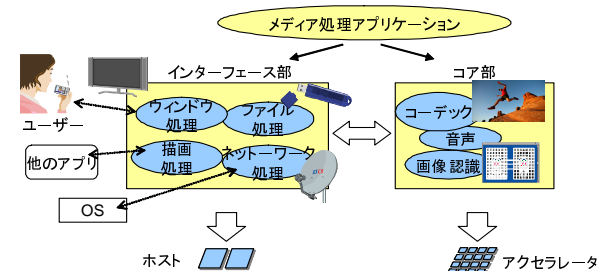 メディア処理アプリケーション
インターフェース部
コア部
ウィンドウ
処理
ファイル
処理
描画
処理
ネットーワータ
処理
コーデック
音声
画像認識
ユーザー
他のアプリ
OS
ホスト
アクセラレータ